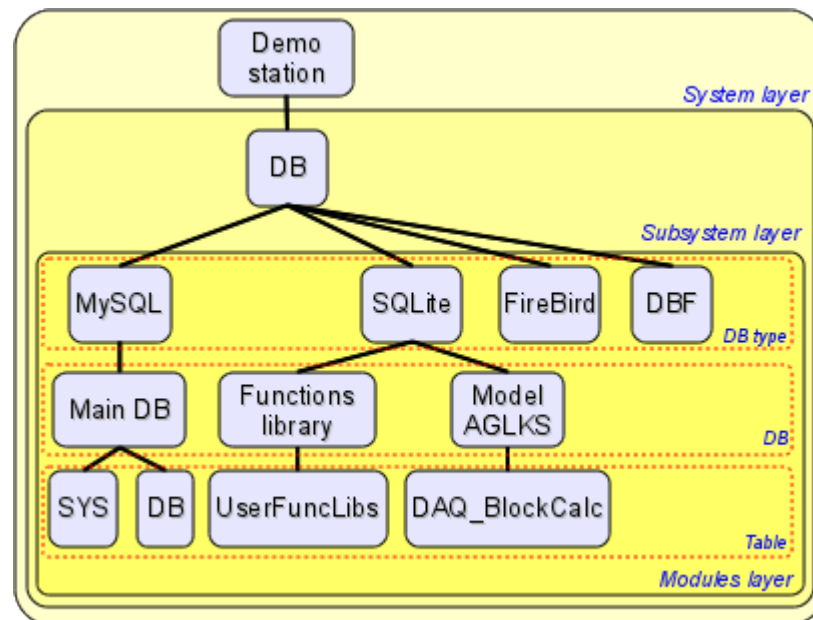 Demo
station
System layer
DB
Subsystem layer
MySQL
SQLite
FireBird
DBF
DB type
Main DB
Functions
library
Model
AGLKS
DB
SYS
DB
UserFuncLibs
DAQ_BlockCalc
Table
Modules layer